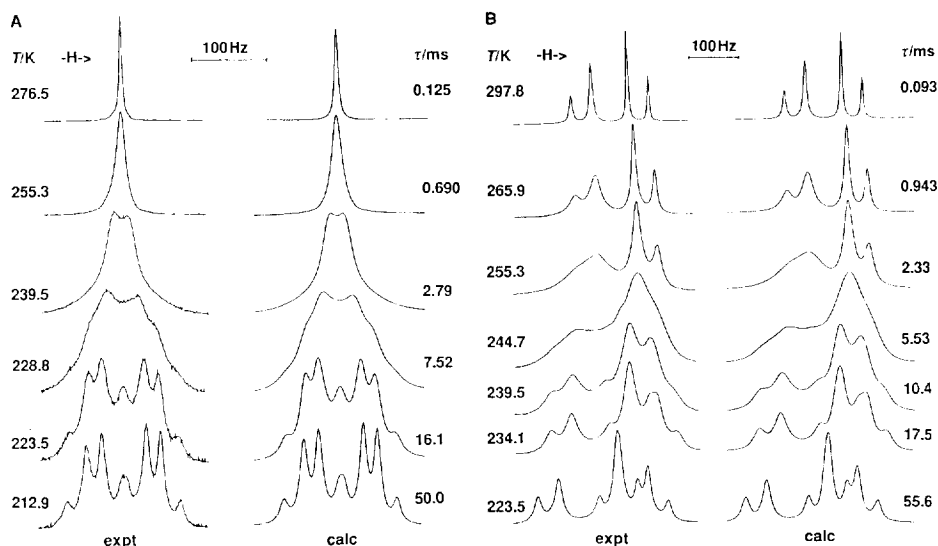 A
T/K -H-> 100 Hz τ/ms
276.5 0.125
255.3 0.690
239.5 2.79
228.8 7.52
223.5 16.1
212.9 50.0
expt calc
B
T/K -H-> 100 Hz τ/ms
297.8 0.093
265.9 0.943
255.3 2.33
244.7 5.53
239.5 10.4
234.1 17.5
223.5 55.6
expt calc